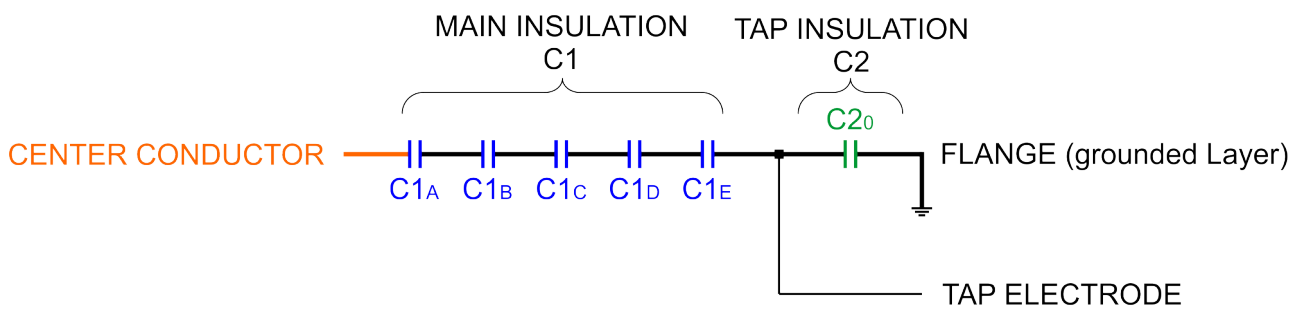 MAIN INSULATION
C1
TAP INSULATION
C2
C20
CENTER CONDUCTOR
FLANGE (grounded Layer)
C1A C1B C1C C1D C1E
TAP ELECTRODE